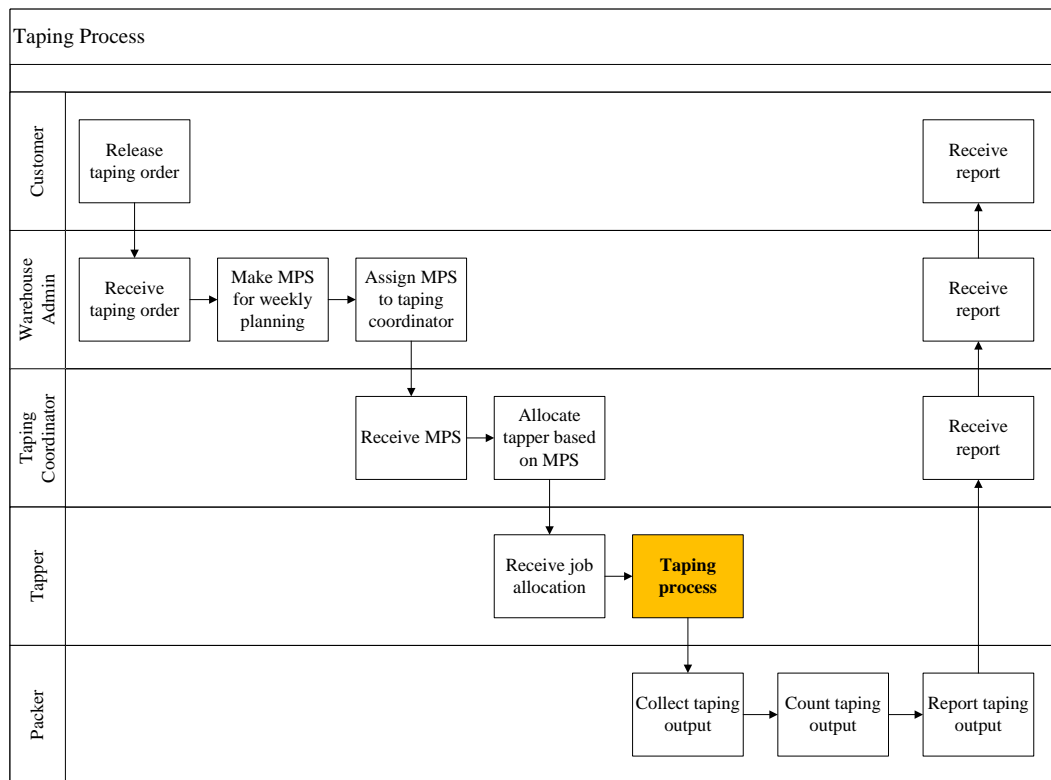 Taping Process
Customer
Release
taping order
Receive
report
Warehouse
Admin
Receive
taping order
Make MPS
for weekly
planning
Assign MPS
to taping
coordinator
Receive
report
Taping
Coordinator
Receive MPS
Allocate
tapper based
on MPS
Receive
report
Tapper
Receive job
allocation
Taping
process
Packer
Collect taping
output
Count taping
output
Report taping
output